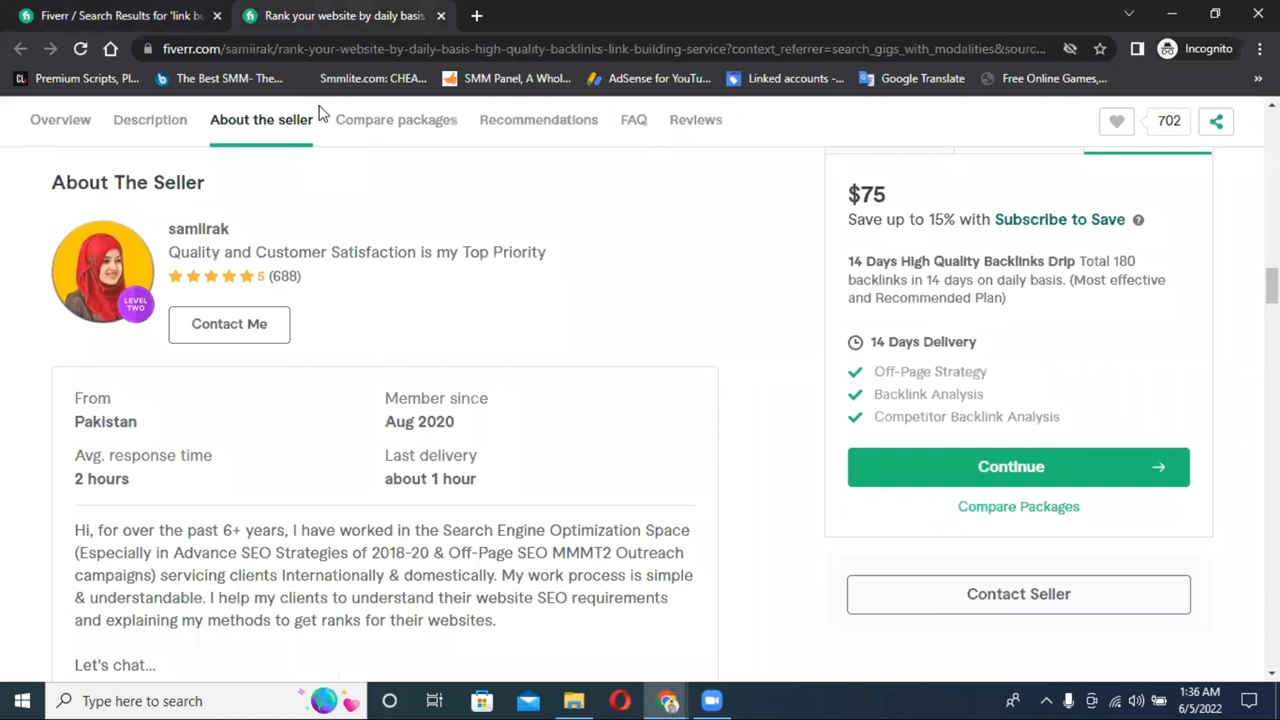 Fiverr / Search Results for 'link bu
Rank your website by daily basis
fiverr.com/samiirak/rank-your-website-by-daily-basis-high-quality-backlinks-link-building-service?context_referrer=search_gigs_with_modalities&sourc...
Incognito
Premium Scripts, Pl...
The Best SMM- The...
Smmlite.com: CHEA...
SMM Panel, A Whol...
AdSense for YouTu...
Linked accounts -...
Google Translate
Free Online Games,...
Overview
Description
About the seller
Compare packages
Recommendations
FAQ
Reviews
702
About The Seller
samiirak
Quality and Customer Satisfaction is my Top Priority
5 (688)
LEVEL
TWO
Contact Me
From
Pakistan
Member since
Aug 2020
Avg. response time
2 hours
Last delivery
about 1 hour
Hi, for over the past 6+ years, I have worked in the Search Engine Optimization Space
(Especially in Advance SEO Strategies of 2018-20 & Off-Page SEO MMMT2 Outreach
campaigns) servicing clients Internationally & domestically. My work process is simple
& understandable. I help my clients to understand their website SEO requirements
and explaining my methods to get ranks for their websites.
Let's chat...
$75
Save up to 15% with Subscribe to Save
14 Days High Quality Backlinks Drip Total 180
backlinks in 14 days on daily basis. (Most effective
and Recommended Plan)
14 Days Delivery
Off-Page Strategy
Backlink Analysis
Competitor Backlink Analysis
Continue
Compare Packages
Contact Seller
Type here to search
1:36 AM
6/5/2022